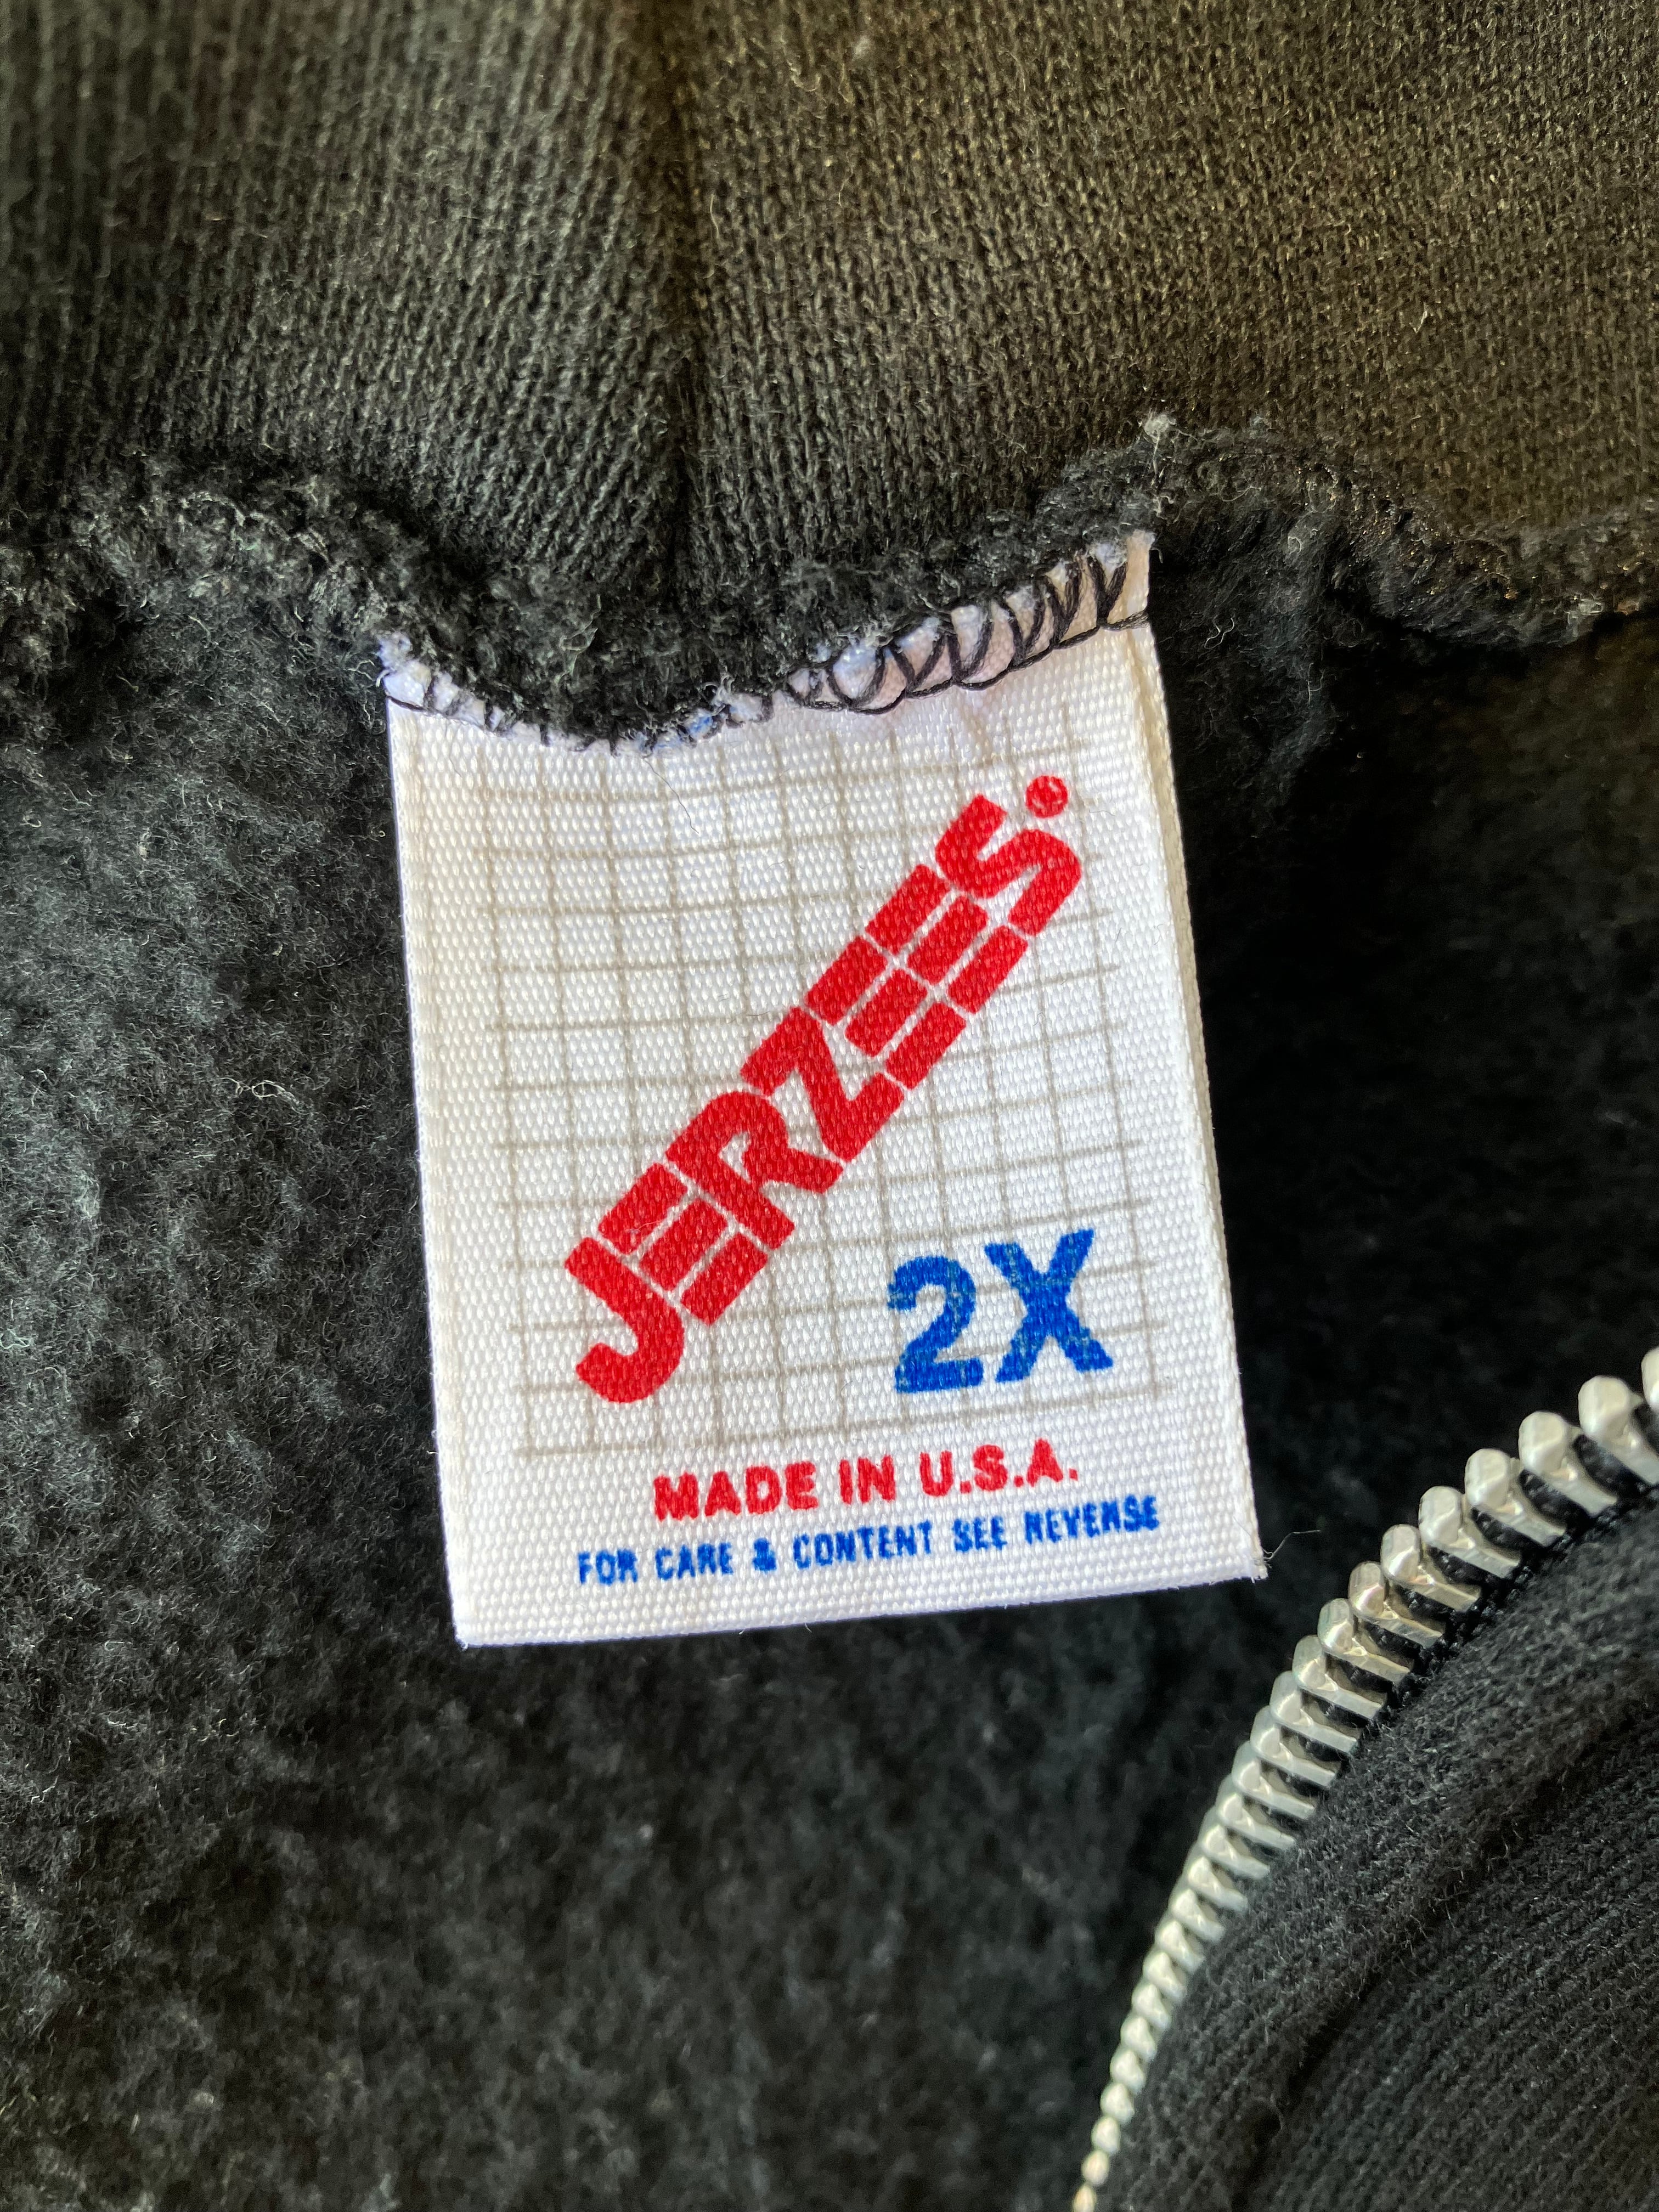 JERZEES.
2X
MADE IN U.S.A.
FOR CARE & CONTENT SEE REVERSE